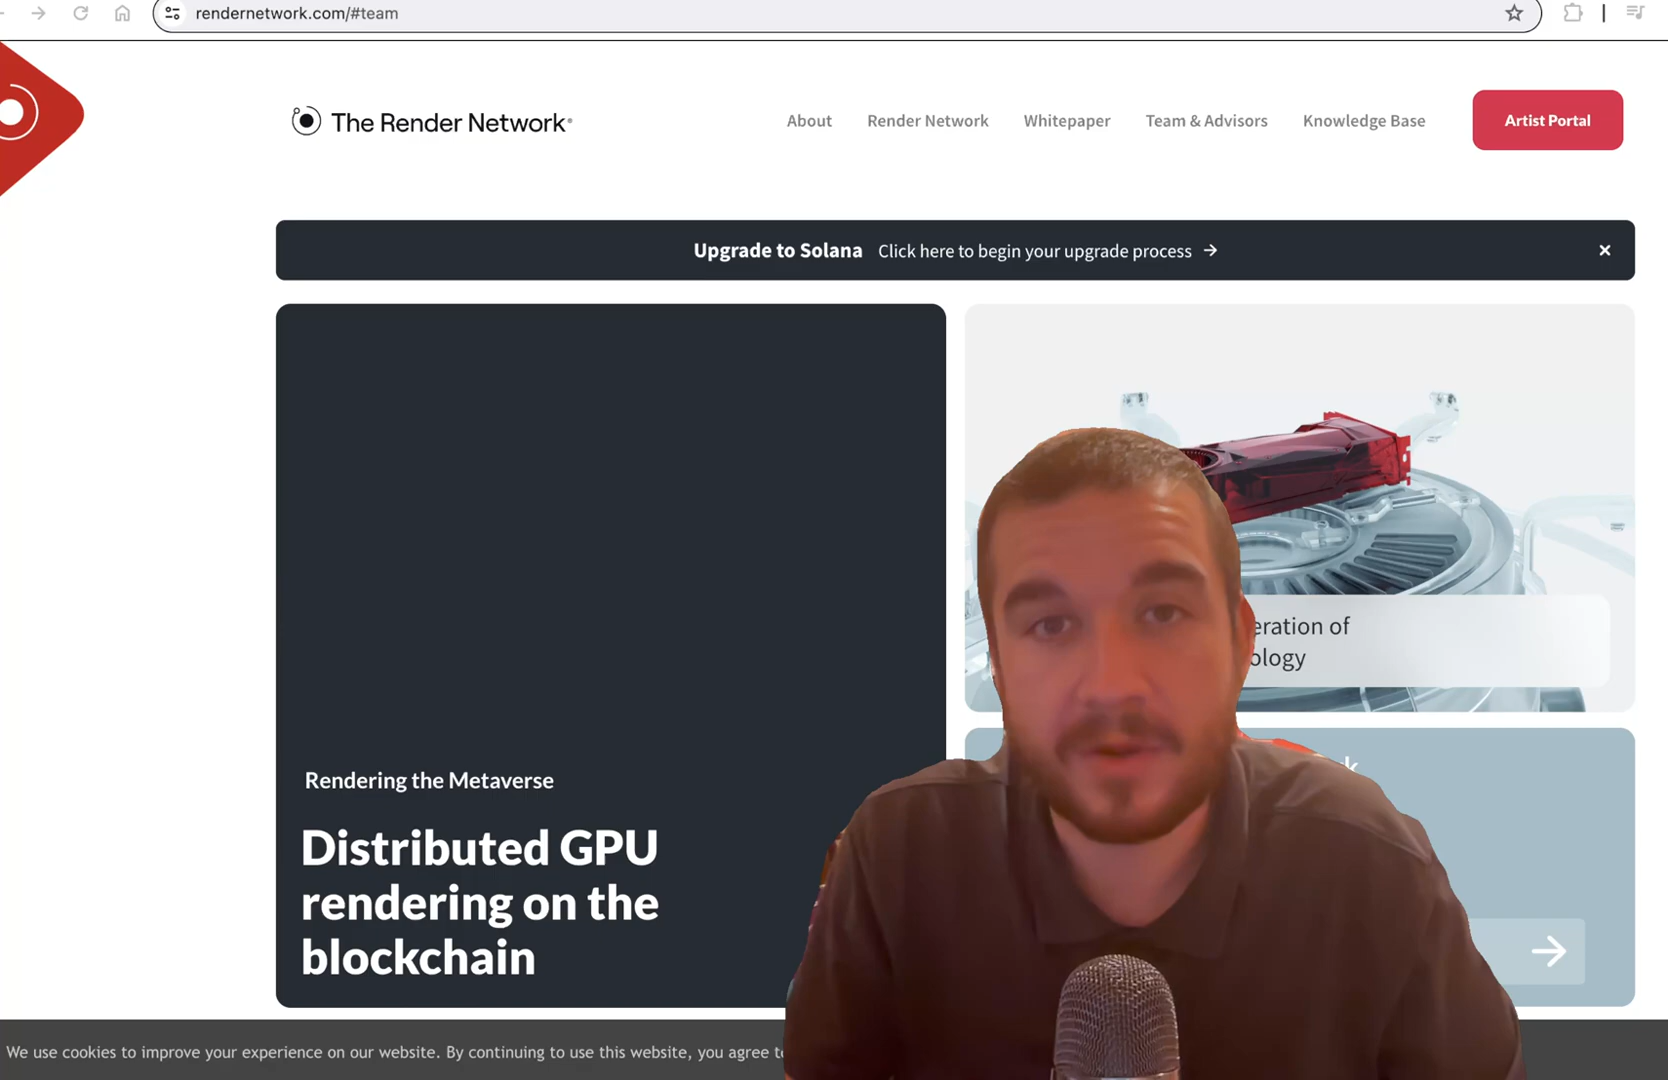 rendernetwork.com/#team
The Render Network®
About
Render Network
Whitepaper
Team & Advisors
Knowledge Base
Artist Portal
Upgrade to Solana Click here to begin your upgrade process →
Rendering the Metaverse
Distributed GPU
rendering on the
blockchain
eration of
ology
We use cookies to improve your experience on our website. By continuing to use this website, you agree